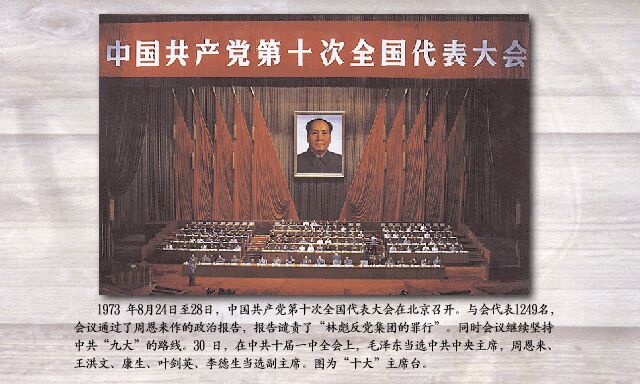 中国共产党第十次全国代表大会
1973 年8月24日至28日，中国共产党第十次全国代表大会在北京召开。与会代表1249名，
会议通过了周恩来作的政治报告，报告谴责了“林彪反党集团的罪行”。同时会议继续坚持
中共“九大”的路线。30 日，在中共十届一中全会上，毛泽东当选中共中央主席，周恩来、
王洪文、康生、叶剑英、李德生当选副主席。图为“十大”主席台。